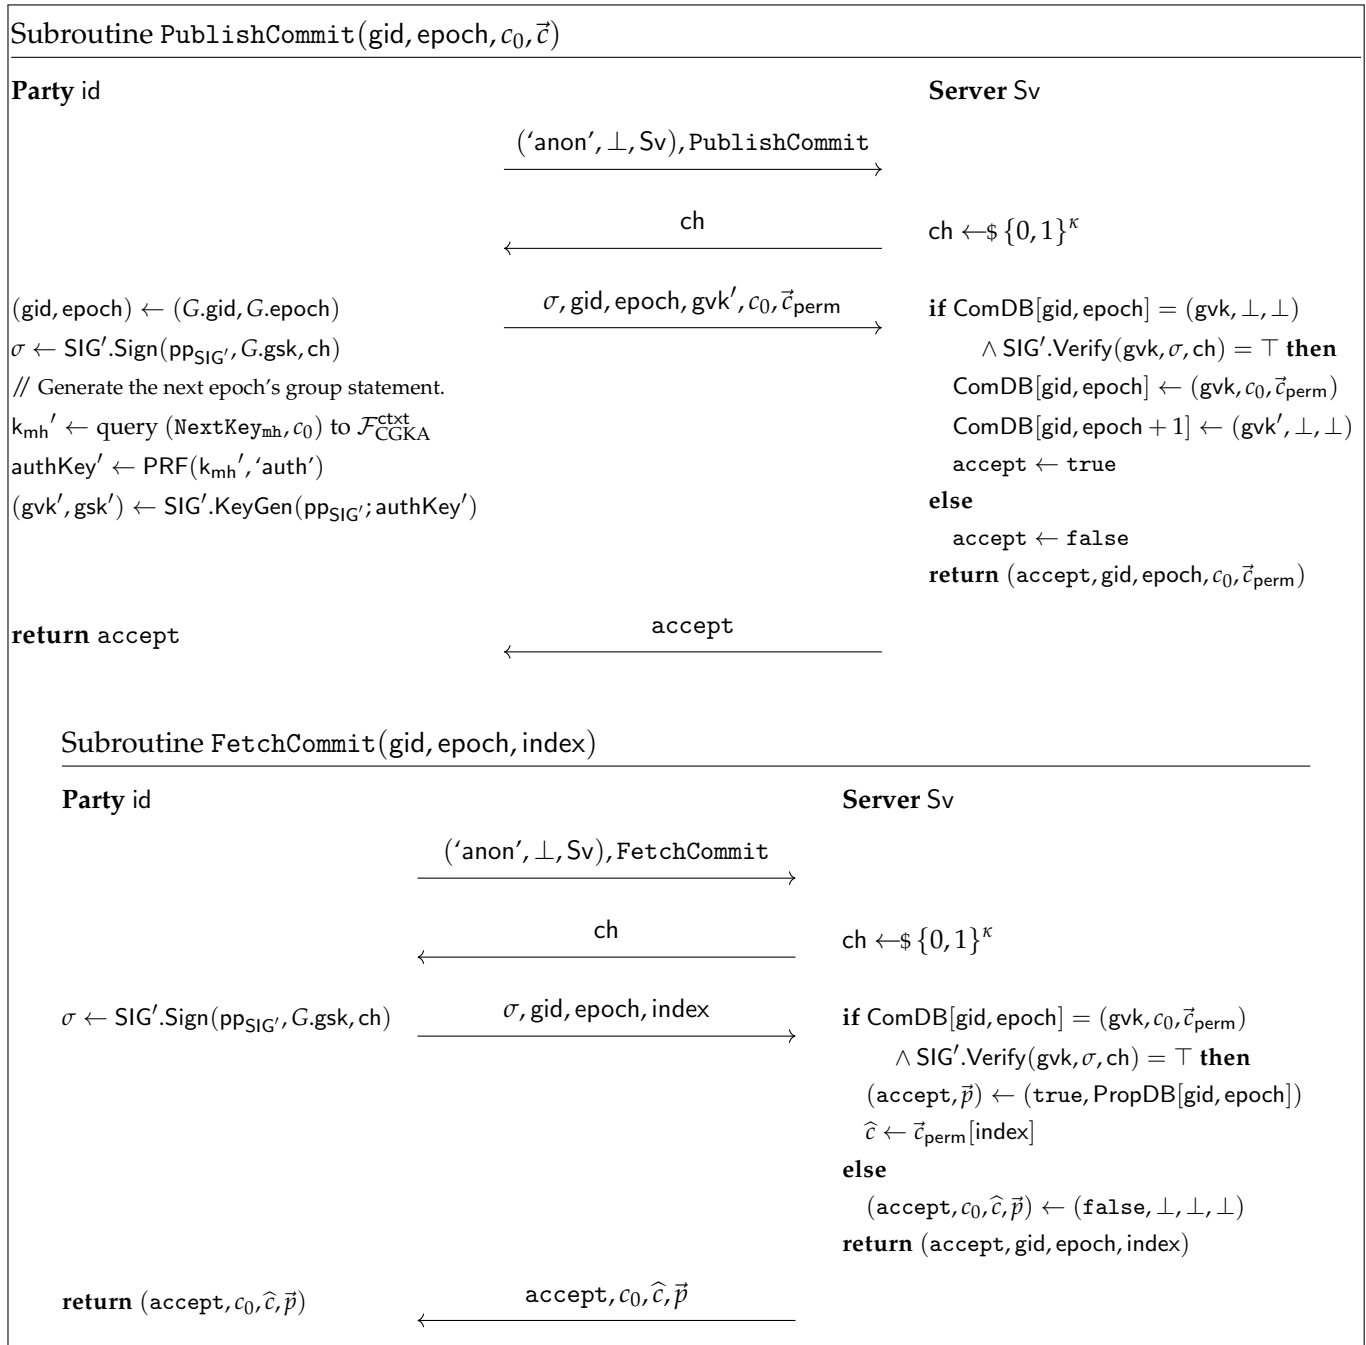 Subroutine PublishCommit(gid, epoch, c₀, c⃗)
Party id
Server Sv
(‘anon’, ⊥, Sv), PublishCommit
ch
ch ←$ {0, 1}^κ
(gid, epoch) ← (G.gid, G.epoch)
σ, gid, epoch, gvk′, c₀, c⃗_perm
if ComDB[gid, epoch] = (gvk, ⊥, ⊥)
σ ← SIG′.Sign(pp_SIG′, G.gsk, ch)
∧ SIG′.Verify(gvk, σ, ch) = ⊤ then
// Generate the next epoch's group statement.
ComDB[gid, epoch] ← (gvk, c₀, c⃗_perm)
k_mh′ ← query (NextKey_mh, c₀) to F^ctxt_CGKA
ComDB[gid, epoch + 1] ← (gvk′, ⊥, ⊥)
authKey′ ← PRF(k_mh′, ‘auth’)
accept ← true
(gvk′, gsk′) ← SIG′.KeyGen(pp_SIG′; authKey′)
else
accept ← false
return (accept, gid, epoch, c₀, c⃗_perm)
return accept
accept
Subroutine FetchCommit(gid, epoch, index)
Party id
Server Sv
(‘anon’, ⊥, Sv), FetchCommit
ch
ch ←$ {0, 1}^κ
σ ← SIG′.Sign(pp_SIG′, G.gsk, ch)
σ, gid, epoch, index
if ComDB[gid, epoch] = (gvk, c₀, c⃗_perm)
∧ SIG′.Verify(gvk, σ, ch) = ⊤ then
(accept, p⃗) ← (true, PropDB[gid, epoch])
ĉ ← c⃗_perm[index]
else
(accept, c₀, ĉ, p⃗) ← (false, ⊥, ⊥, ⊥)
return (accept, gid, epoch, index)
return (accept, c₀, ĉ, p⃗)
accept, c₀, ĉ, p⃗